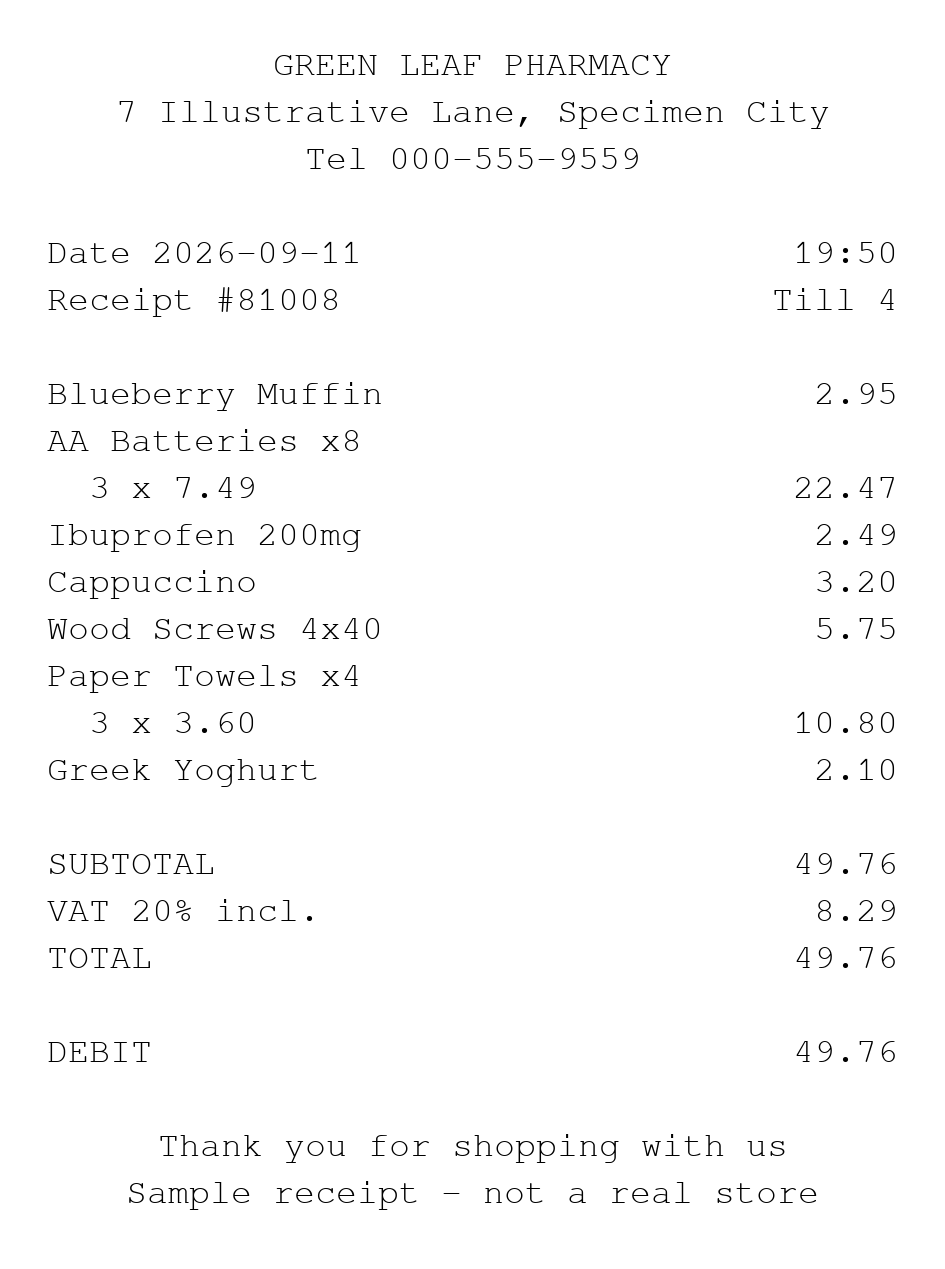 GREEN LEAF PHARMACY
7 Illustrative Lane, Specimen City
Tel 000-555-9559
Date 2026-09-11 19:50
Receipt #81008 Till 4
Blueberry Muffin 2.95
AA Batteries x8
3 x 7.49 22.47
Ibuprofen 200mg 2.49
Cappuccino 3.20
Wood Screws 4x40 5.75
Paper Towels x4
3 x 3.60 10.80
Greek Yoghurt 2.10
SUBTOTAL 49.76
VAT 20% incl. 8.29
TOTAL 49.76
DEBIT 49.76
Thank you for shopping with us
Sample receipt - not a real store